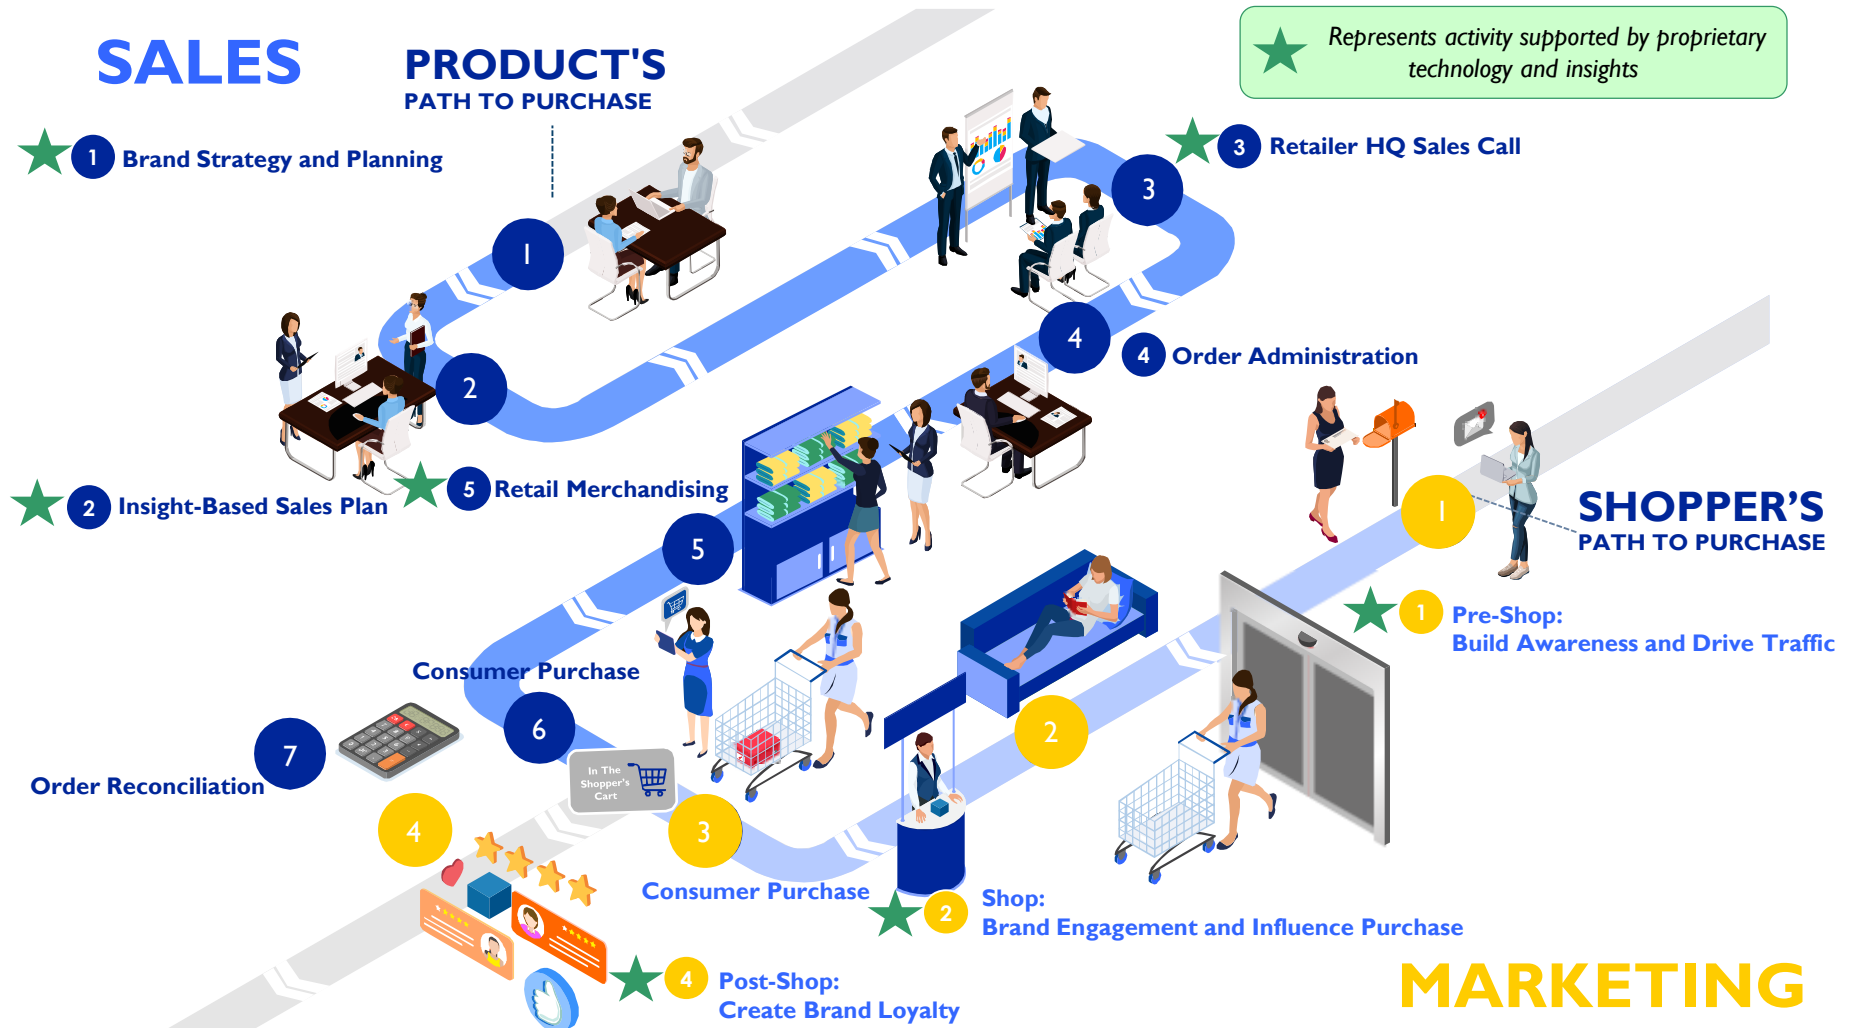 SALES
PRODUCT'S
PATH TO PURCHASE
Represents activity supported by proprietary
technology and insights
1 Brand Strategy and Planning
3 Retailer HQ Sales Call
3
1
4
4 Order Administration
2
5 Retail Merchandising
2 Insight-Based Sales Plan
1
SHOPPER’S
PATH TO PURCHASE
5
1 Pre-Shop:
Build Awareness and Drive Traffic
Consumer Purchase
6
2
7
Order Reconciliation
In The
Shopper's
Cart
4
3
Consumer Purchase
2 Shop:
Brand Engagement and Influence Purchase
4 Post-Shop:
Create Brand Loyalty
MARKETING